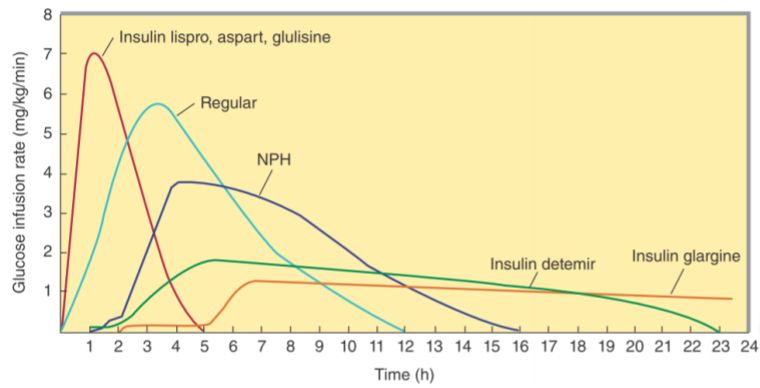 8
Insulin lispro, aspart, glulisine
7
6
Regular
5
NPH
4
3
2
Insulin detemir
Insulin glargine
1
Glucose infusion rate (mg/kg/min)
1 2 3 4 5 6 7 8 9 10 11 12 13 14 15 16 17 18 19 20 21 22 23 24
Time (h)